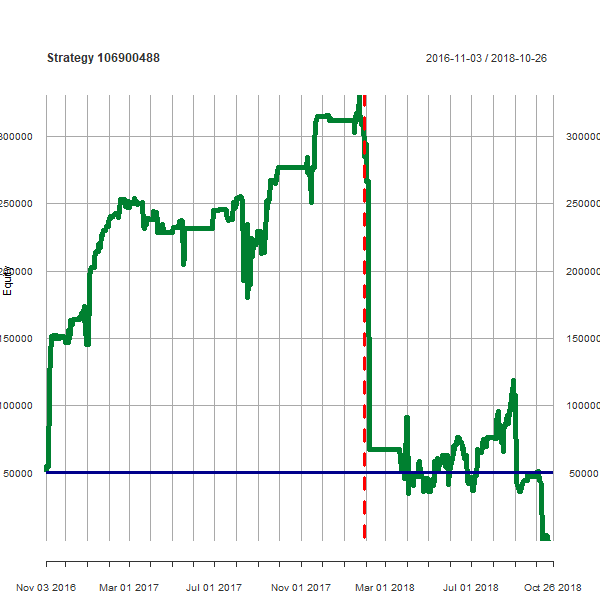 Strategy 106900488 2016-11-03 / 2018-10-26
300000 300000
250000 250000
200000 200000
Equity
150000 150000
100000 100000
50000 50000
Nov 03 2016 Mar 01 2017 Jul 01 2017 Nov 01 2017 Mar 01 2018 Jul 01 2018 Oct 26 2018